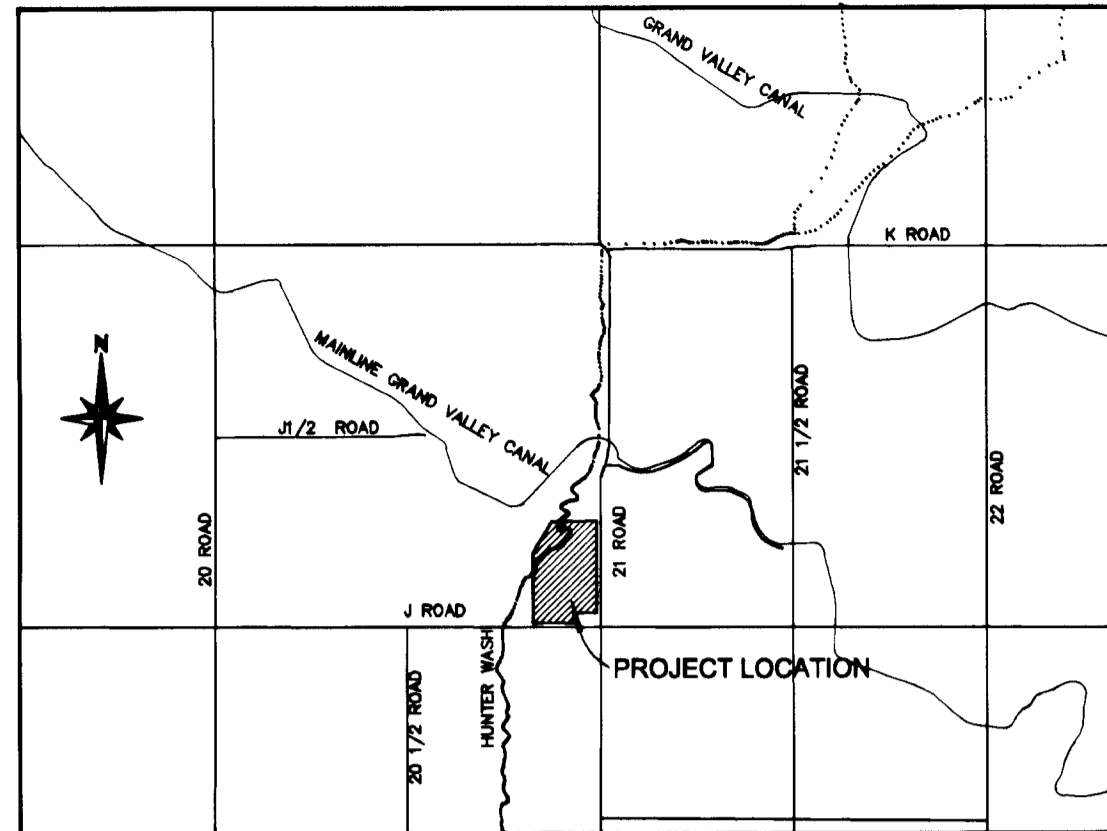 GRAND VALLEY CANAL
K ROAD
N
MAINLINE GRAND VALLEY CANAL
J1/2 ROAD
21 1/2 ROAD
22 ROAD
20 ROAD
21 ROAD
J ROAD
HUNTER WASH
PROJECT LOCATION
20 1/2 ROAD